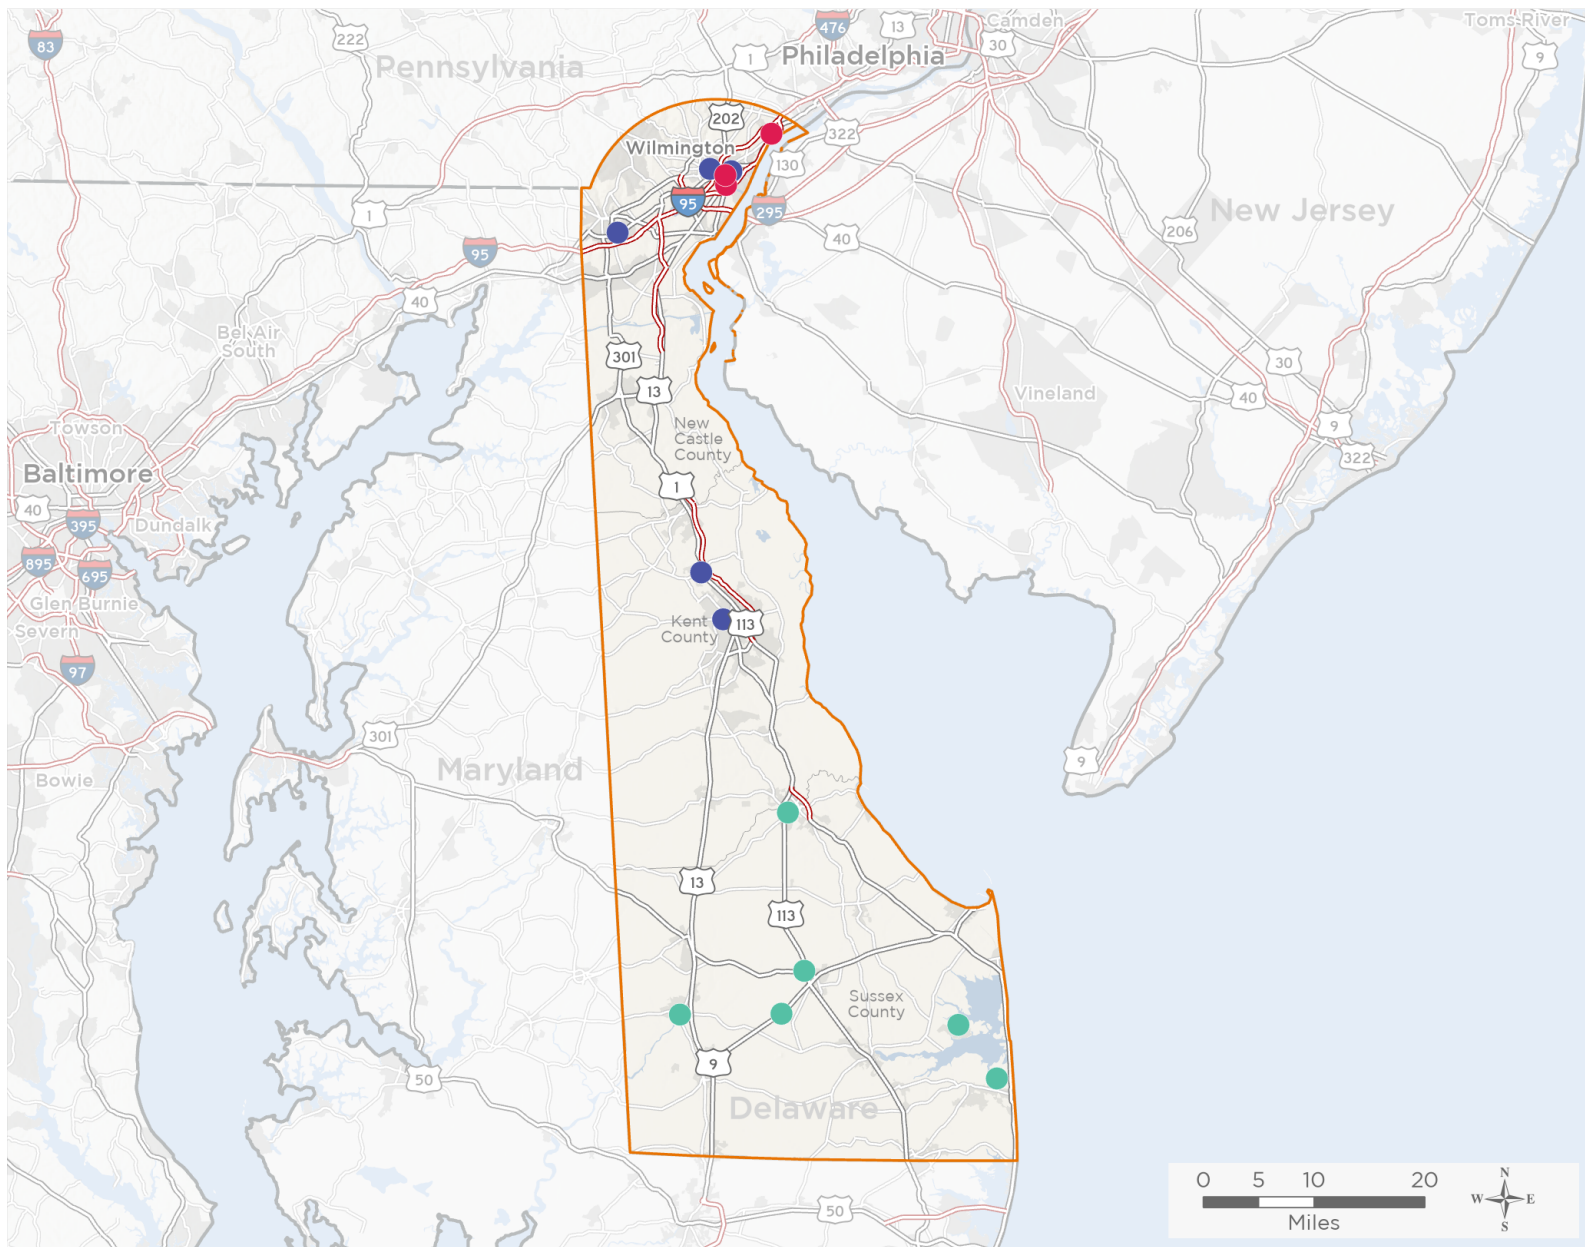 83
222
476
13
Camden
30
Toms River
9
Pennsylvania
1
Philadelphia
202
322
Wilmington
130
1
95
295
New Jersey
206
95
40
40
Bel Air
South
301
30
13
Vineland
40
Towson
New
Castle
County
9
322
Baltimore
1
40
395
Dundalk
895
695
Glen Burnie
Severn
Kent
County
113
97
301
9
Maryland
Bowie
13
113
Sussex
County
9
50
Delaware
50
0 5 10 20
Miles
N
W E
S